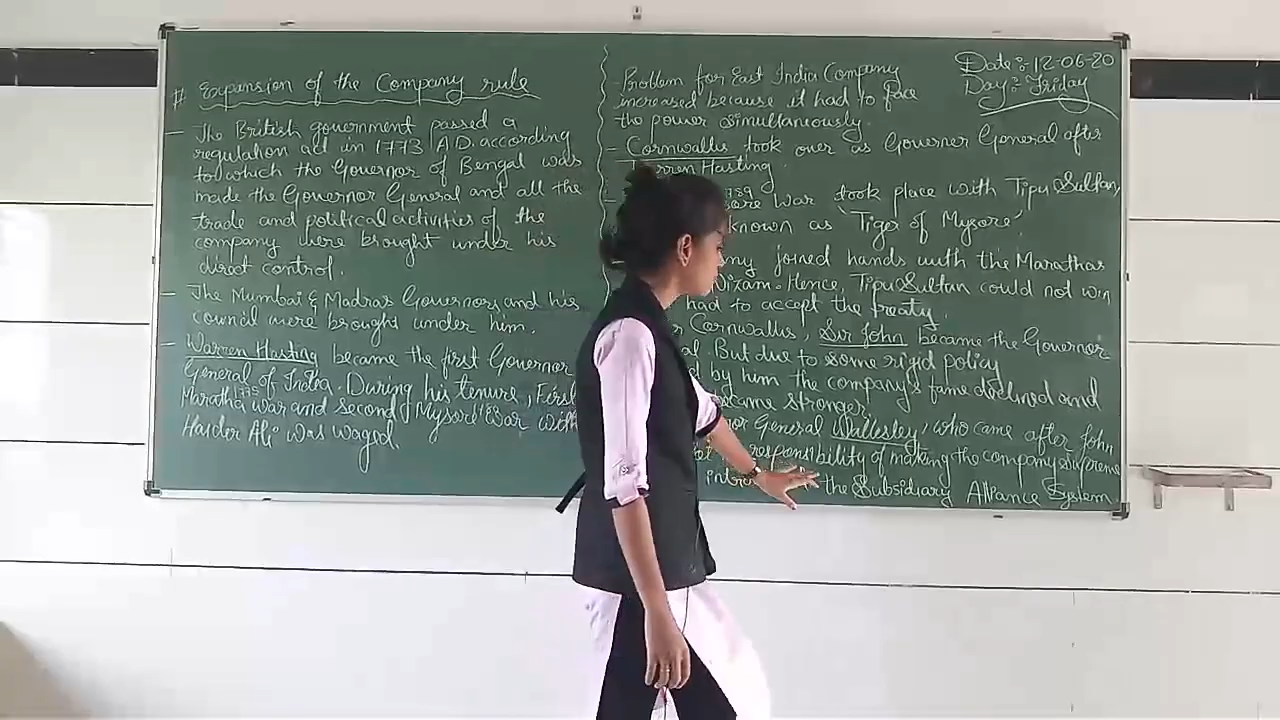 # Expansion of the Company rule
- The British government passed a
regulation act in 1773 A.D. according
to which the Governor of Bengal was
made the Governor General and all the
trade and political activities of the
company were brought under his
direct control.
- The Mumbai & Madras Governors and his
council were brought under him.
- Warren Hasting became the first Governor
General of India. During his tenure, First
1775
Maratha war and second Mysore war with
Haider Ali was waged.
Problem for East India Company
increased because it had to face
the power simultaneously.
- Cornwallis took over as Governer General after
Warren Hasting.
1789
War took place with Tipu Sultan,
known as 'Tiger of Mysore'.
joined hands with the Marathas
Nizam. Hence, Tipu Sultan could not win
had to accept the treaty.
Cornwallis, Sir John became the Governor-
But due to some rigid policy
by him the company's fame declined and
became stronger.
General Wallesley, who came after John
responsibility of making the company supreme
the Subsidiary Alliance System
Date:-12-06-20
Day:-Friday